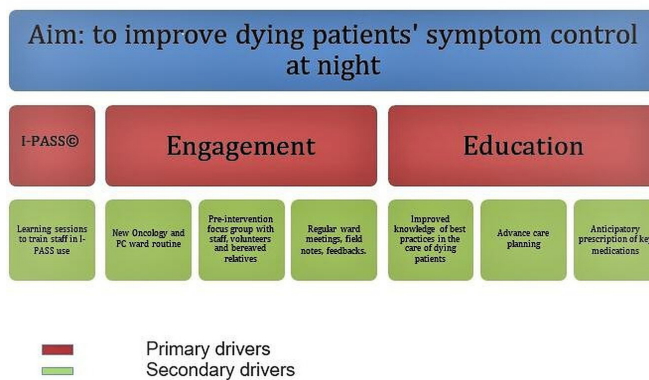 Aim: to improve dying patients' symptom control
at night
I-PASS©
Engagement
Education
Learning sessions
to train staff in I-
PASS use
New Oncology and
PC ward routine
Pre-intervention
focus group with
staff, volunteers
and bereaved
relatives
Regular ward
meetings, field
notes, feedbacks.
Improved
knowledge of best
practices in the
care of dying
patients
Advance care
planning
Anticipatory
prescription of key
medications
Primary drivers
Secondary drivers